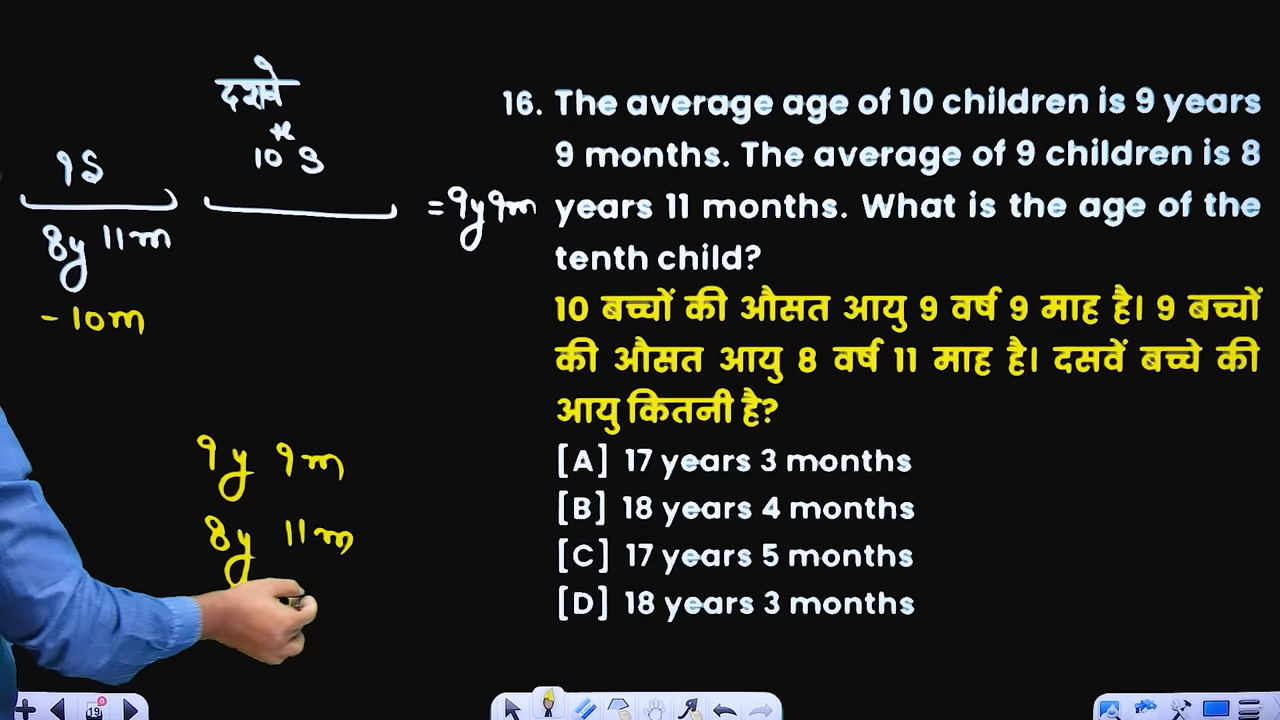 दसवे
9S
10 S
8y 11m
= 9y 9m
- 10m
9y 9m
8y 11m
16. The average age of 10 children is 9 years
9 months. The average of 9 children is 8
years 11 months. What is the age of the
tenth child?
10 बच्चों की औसत आयु 9 वर्ष 9 माह है। 9 बच्चों
की औसत आयु 8 वर्ष 11 माह है। दसवें बच्चे की
आयु कितनी है?
[A] 17 years 3 months
[B] 18 years 4 months
[C] 17 years 5 months
[D] 18 years 3 months
19